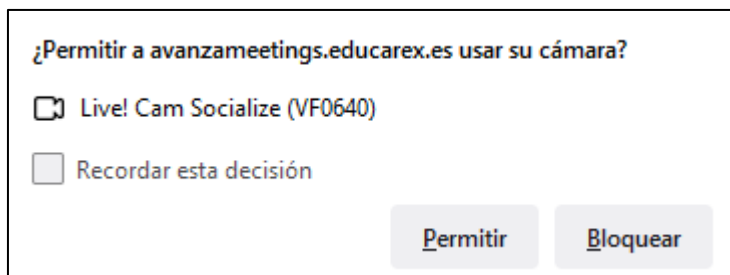 ¿Permitir a avanzameetings.educarex.es usar su cámara?
Live! Cam Socialize (VF0640)
Recordar esta decisión
Permitir Bloquear